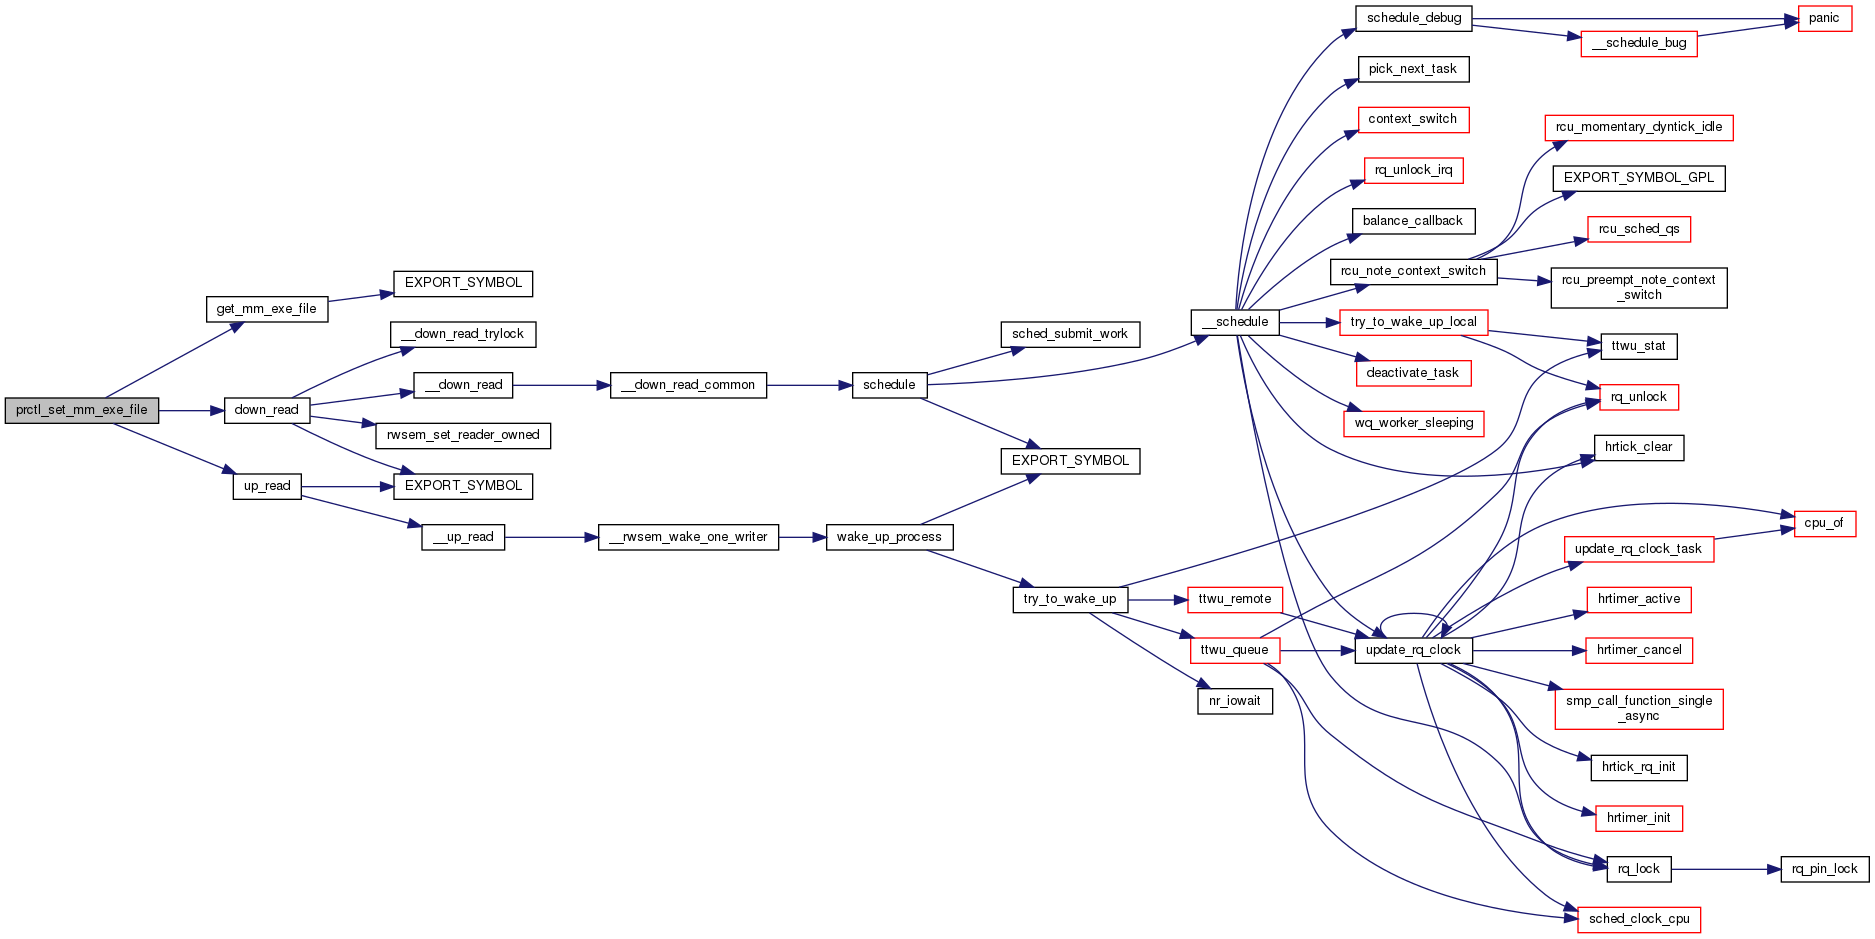 prctl_set_mm_exe_file
get_mm_exe_file
down_read
up_read
EXPORT_SYMBOL
__down_read_trylock
__down_read
rwsem_set_reader_owned
EXPORT_SYMBOL
__up_read
__down_read_common
__rwsem_wake_one_writer
schedule
wake_up_process
sched_submit_work
EXPORT_SYMBOL
try_to_wake_up
__schedule
ttwu_remote
ttwu_queue
nr_iowait
schedule_debug
pick_next_task
context_switch
rq_unlock_irq
balance_callback
rcu_note_context_switch
try_to_wake_up_local
deactivate_task
wq_worker_sleeping
update_rq_clock
__schedule_bug
rcu_momentary_dyntick_idle
EXPORT_SYMBOL_GPL
rcu_sched_qs
rcu_preempt_note_context
_switch
ttwu_stat
rq_unlock
hrtick_clear
update_rq_clock_task
hrtimer_active
hrtimer_cancel
smp_call_function_single
_async
hrtick_rq_init
hrtimer_init
rq_lock
sched_clock_cpu
panic
cpu_of
rq_pin_lock